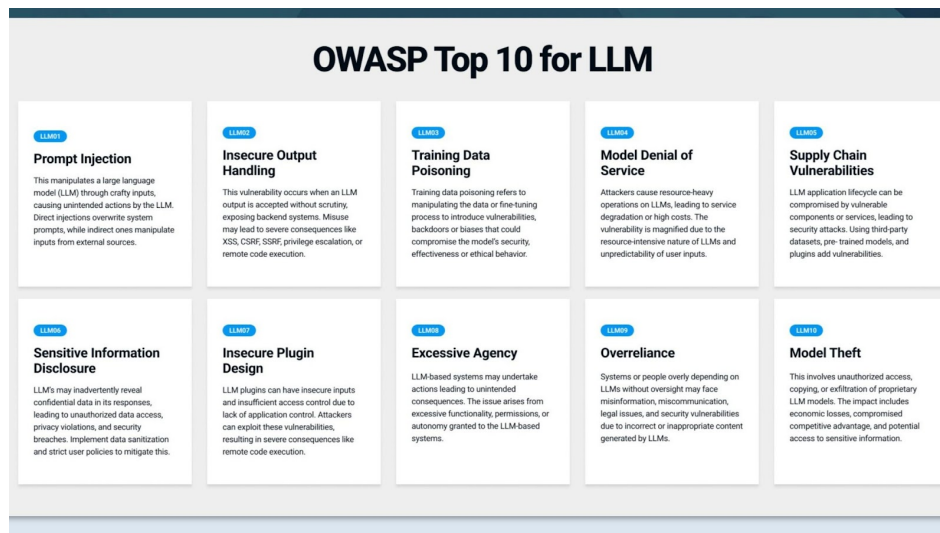 OWASP Top 10 for LLM
LLM01
Prompt Injection
This manipulates a large language
model (LLM) through crafty inputs,
causing unintended actions by the LLM.
Direct injections overwrite system
prompts, while indirect ones manipulate
inputs from external sources.
LLM02
Insecure Output
Handling
This vulnerability occurs when an LLM
output is accepted without scrutiny,
exposing backend systems. Misuse
may lead to severe consequences like
XSS, CSRF, SSRF, privilege escalation, or
remote code execution.
LLM03
Training Data
Poisoning
Training data poisoning refers to
manipulating the data or fine-tuning
process to introduce vulnerabilities,
backdoors or biases that could
compromise the model's security,
effectiveness or ethical behavior.
LLM04
Model Denial of
Service
Attackers cause resource-heavy
operations on LLMs, leading to service
degradation or high costs. The
vulnerability is magnified due to the
resource-intensive nature of LLMs and
unpredictability of user inputs.
LLM05
Supply Chain
Vulnerabilities
LLM application lifecycle can be
compromised by vulnerable
components or services, leading to
security attacks. Using third-party
datasets, pre- trained models, and
plugins add vulnerabilities.
LLM06
Sensitive Information
Disclosure
LLM's may inadvertently reveal
confidential data in its responses,
leading to unauthorized data access,
privacy violations, and security
breaches. Implement data sanitization
and strict user policies to mitigate this.
LLM07
Insecure Plugin
Design
LLM plugins can have insecure inputs
and insufficient access control due to
lack of application control. Attackers
can exploit these vulnerabilities,
resulting in severe consequences like
remote code execution.
LLM08
Excessive Agency
LLM-based systems may undertake
actions leading to unintended
consequences. The issue arises from
excessive functionality, permissions, or
autonomy granted to the LLM-based
systems.
LLM09
Overreliance
Systems or people overly depending on
LLMs without oversight may face
misinformation, miscommunication,
legal issues, and security vulnerabilities
due to incorrect or inappropriate content
generated by LLMs.
LLM10
Model Theft
This involves unauthorized access,
copying, or exfiltration of proprietary
LLM models. The impact includes
economic losses, compromised
competitive advantage, and potential
access to sensitive information.